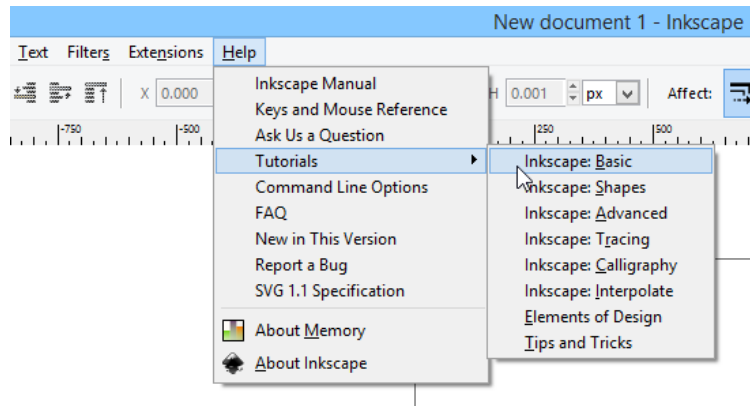 New document 1 - Inkscape
Text Filters Extensions Help
X 0.000 H 0.001 px Affect:
-750 -500 250 500
Inkscape Manual
Keys and Mouse Reference
Ask Us a Question
Tutorials
Command Line Options
FAQ
New in This Version
Report a Bug
SVG 1.1 Specification
About Memory
About Inkscape
Inkscape: Basic
Inkscape: Shapes
Inkscape: Advanced
Inkscape: Tracing
Inkscape: Calligraphy
Inkscape: Interpolate
Elements of Design
Tips and Tricks